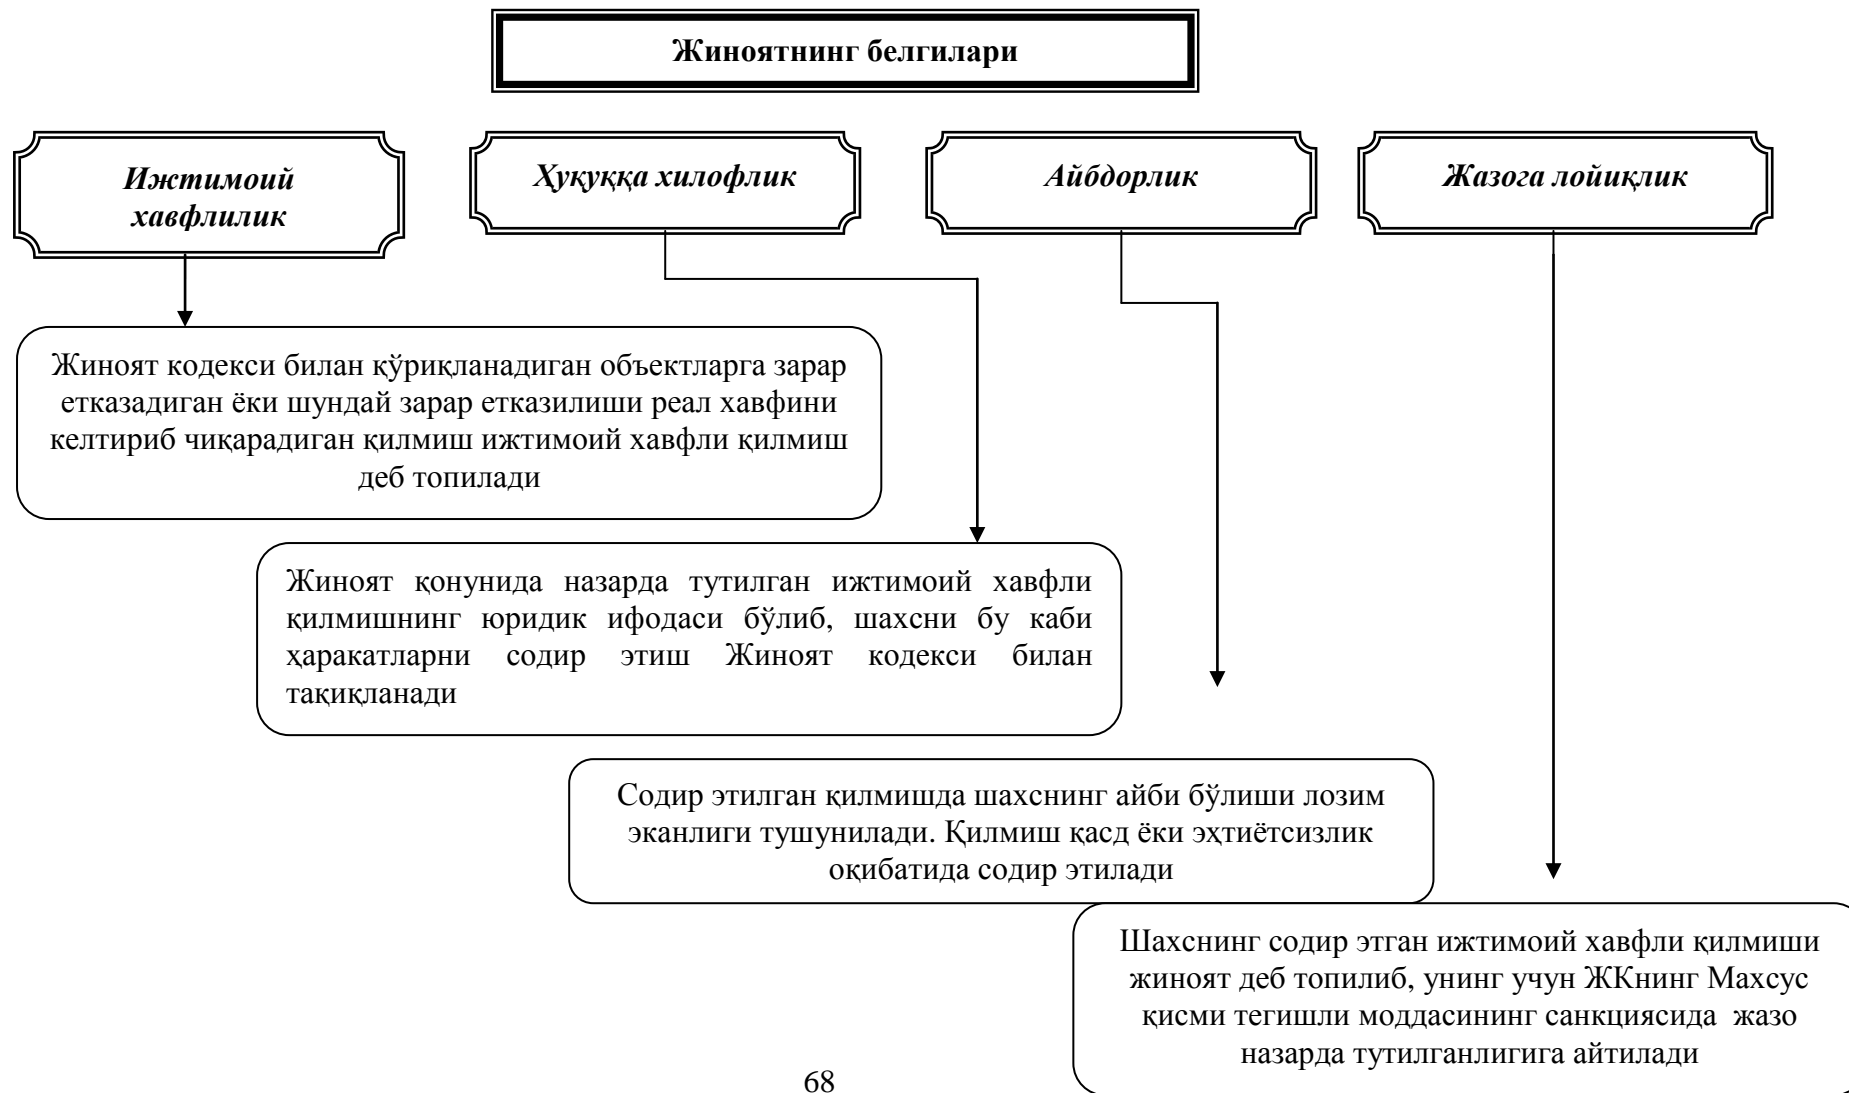 Жиноятнинг белгилари
Ижтимоий
хавфлилик
Ҳуқуққа хилофлик
Айбдорлик
Жазога лойиқлик
Жиноят кодекси билан қўриқланадиган объектларга зарар
етказадиган ёки шундай зарар етказилиши реал хавфини
келтириб чиқарадиган қилмиш ижтимоий хавфли қилмиш
деб топилади
Жиноят қонунида назарда тутилган ижтимоий хавфли
қилмишнинг юридик ифодаси бўлиб, шахсни бу каби
ҳаракатларни содир этиш Жиноят кодекси билан
тақиқланади
Содир этилган қилмишда шахснинг айби бўлиши лозим
эканлиги тушунилади. Қилмиш қасд ёки эҳтиётсизлик
оқибатида содир этилади
Шахснинг содир этган ижтимоий хавфли қилмиши
жиноят деб топилиб, унинг учун ЖКнинг Махсус
қисми тегишли моддасининг санкциясида жазо
назарда тутилганлигига айтилади
68